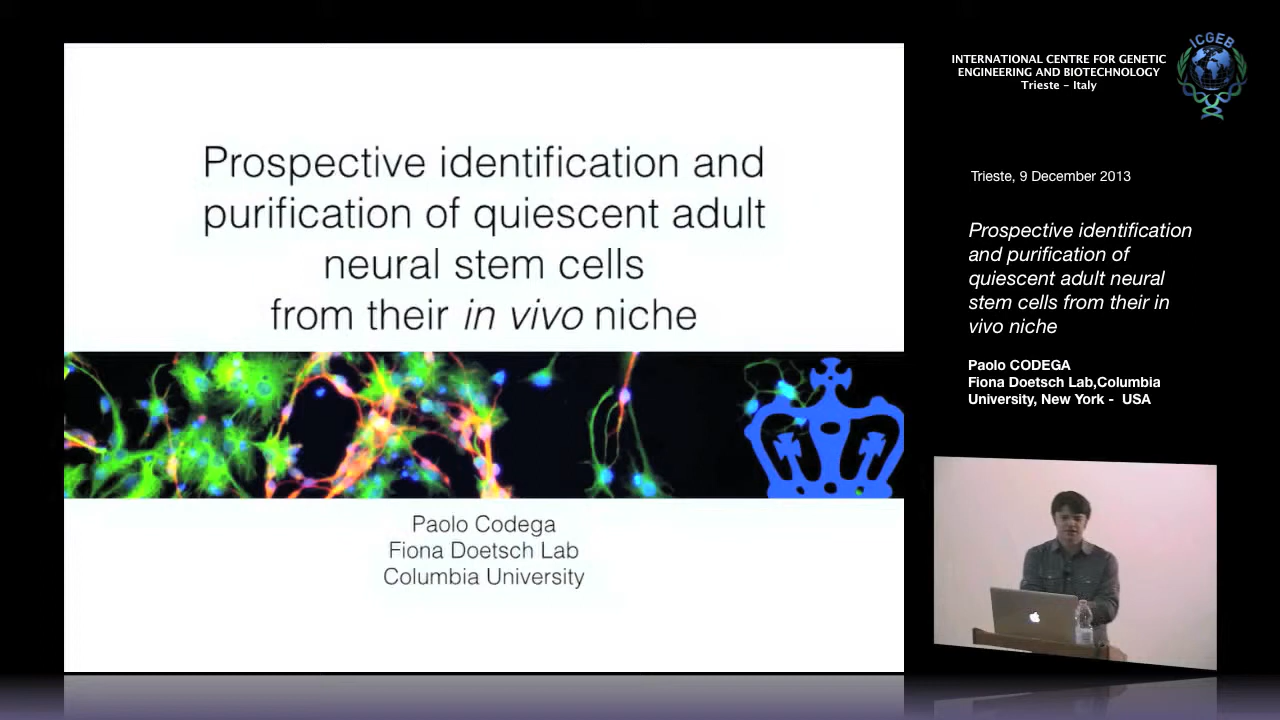 Prospective identification and
purification of quiescent adult
neural stem cells
from their in vivo niche
Paolo Codega
Fiona Doetsch Lab
Columbia University
INTERNATIONAL CENTRE FOR GENETIC
ENGINEERING AND BIOTECHNOLOGY
Trieste - Italy
ICGEB
Trieste, 9 December 2013
Prospective identification
and purification of
quiescent adult neural
stem cells from their in
vivo niche
Paolo CODEGA
Fiona Doetsch Lab,Columbia
University, New York - USA